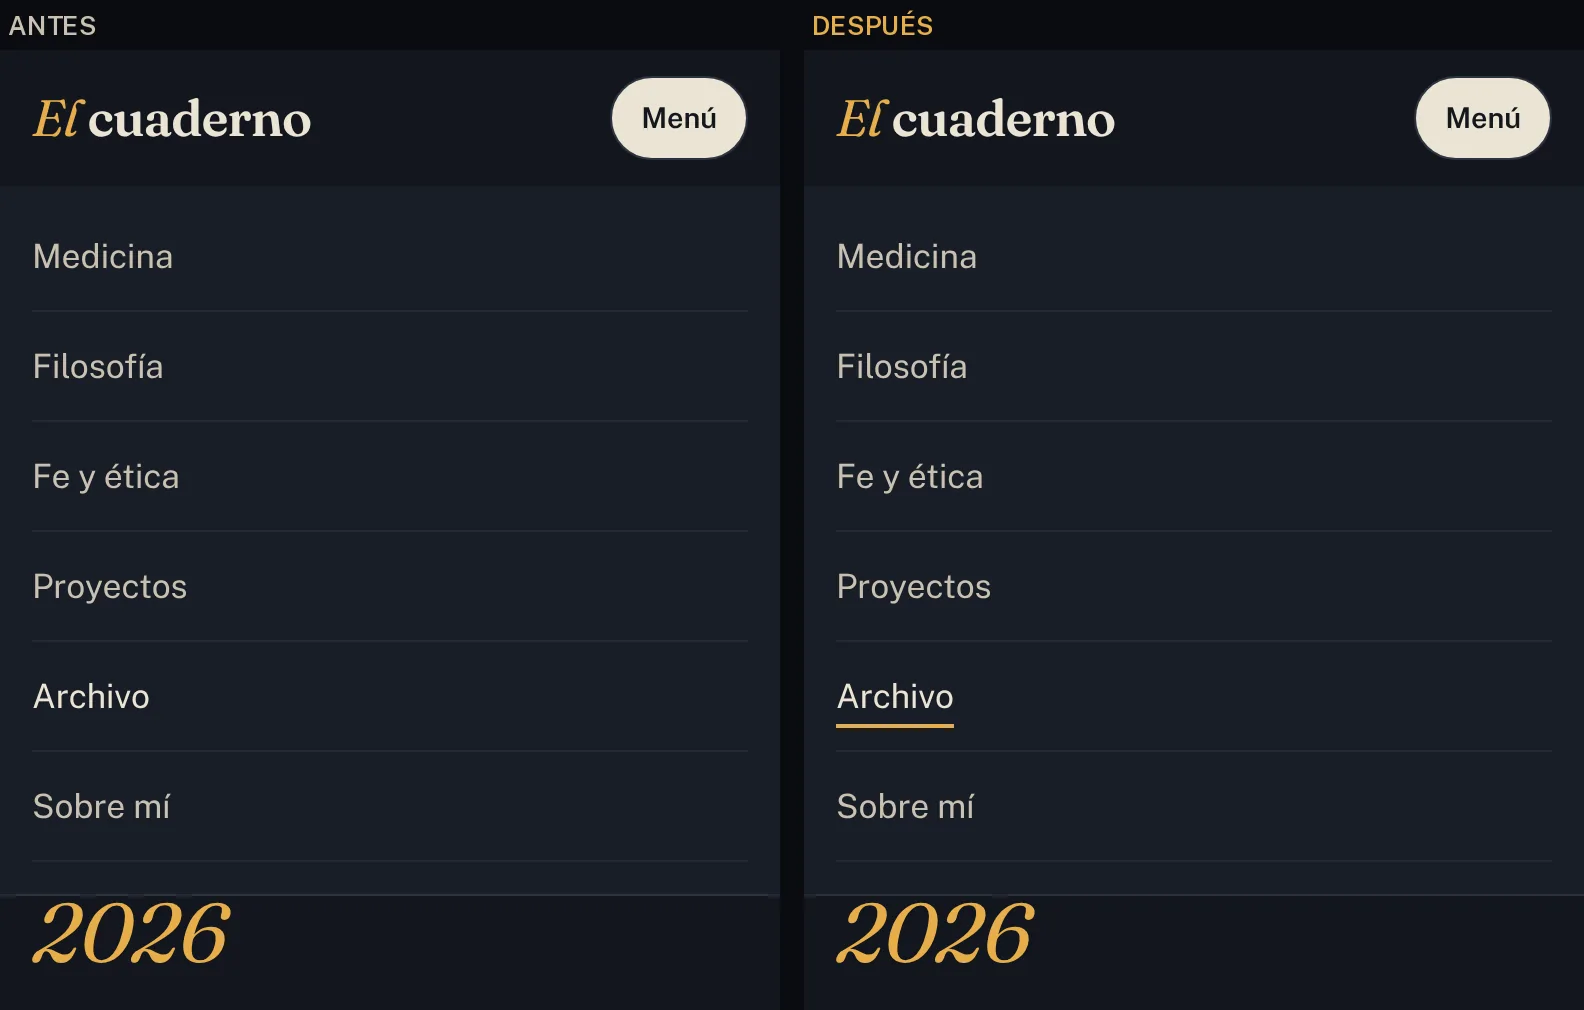 ANTES
El cuaderno
Menú
Medicina
Filosofía
Fe y ética
Proyectos
Archivo
Sobre mí
2026
DESPUÉS
El cuaderno
Menú
Medicina
Filosofía
Fe y ética
Proyectos
Archivo
Sobre mí
2026